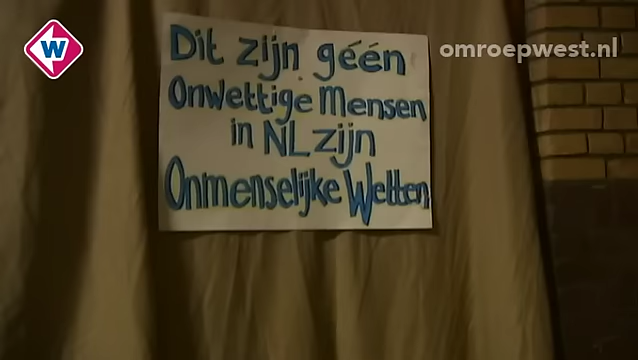 W
omroepwest.nl
Dit zijn géén
Onwettige Mensen
in NL zijn
Onmenselijke Wetten